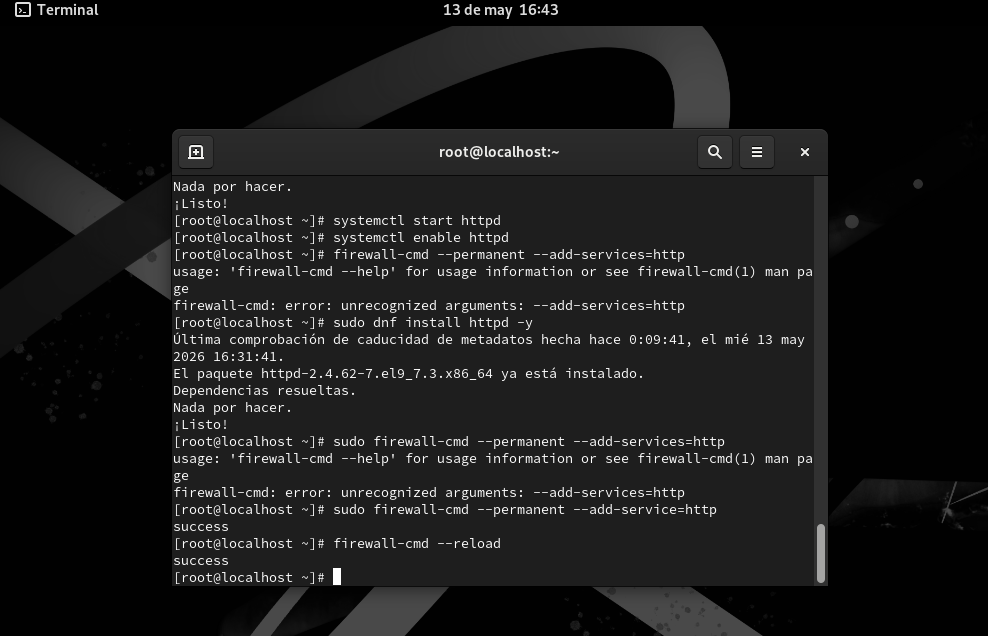 Terminal
13 de may 16:43
root@localhost:~
Nada por hacer.
¡Listo!
[root@localhost ~]# systemctl start httpd
[root@localhost ~]# systemctl enable httpd
[root@localhost ~]# firewall-cmd --permanent --add-services=http
usage: 'firewall-cmd --help' for usage information or see firewall-cmd(1) man pa
ge
firewall-cmd: error: unrecognized arguments: --add-services=http
[root@localhost ~]# sudo dnf install httpd -y
Última comprobación de caducidad de metadatos hecha hace 0:09:41, el mié 13 may
2026 16:31:41.
El paquete httpd-2.4.62-7.el9_7.3.x86_64 ya está instalado.
Dependencias resueltas.
Nada por hacer.
¡Listo!
[root@localhost ~]# sudo firewall-cmd --permanent --add-services=http
usage: 'firewall-cmd --help' for usage information or see firewall-cmd(1) man pa
ge
firewall-cmd: error: unrecognized arguments: --add-services=http
[root@localhost ~]# sudo firewall-cmd --permanent --add-service=http
success
[root@localhost ~]# firewall-cmd --reload
success
[root@localhost ~]#